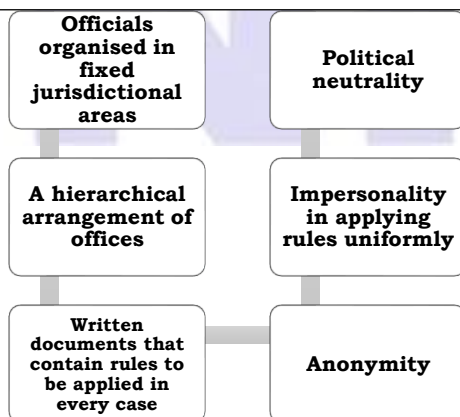 Officials
organised in
fixed
jurisdictional
areas
A hierarchical
arrangement of
offices
Written
documents that
contain rules to
be applied in
every case
Anonymity
Impersonality
in applying
rules uniformly
Political
neutrality